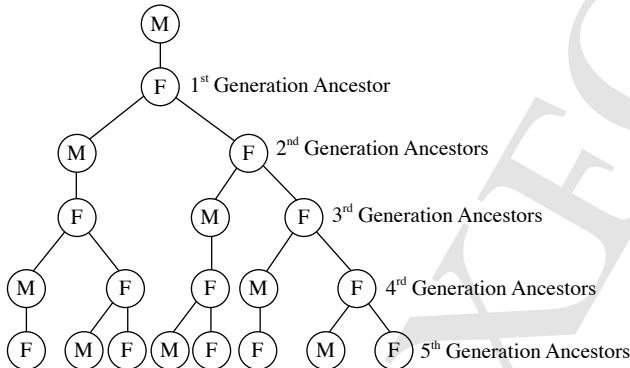 M
F 1st Generation Ancestor
M F 2nd Generation Ancestors
F M F 3rd Generation Ancestors
M F F M F 4rd Generation Ancestors
F M F M F F M F 5th Generation Ancestors